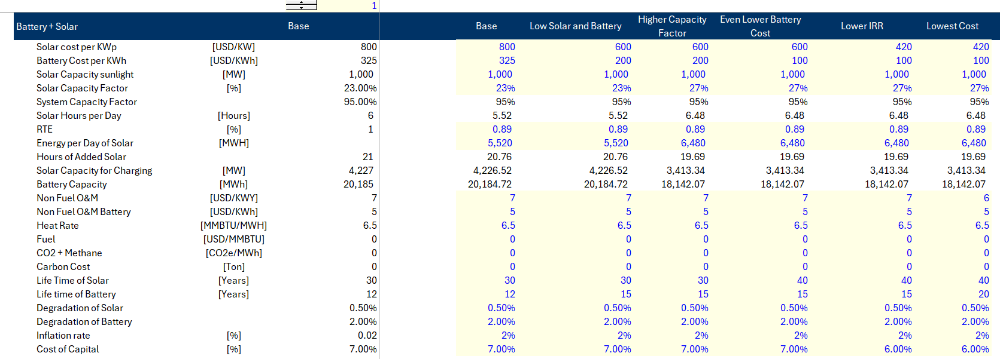 1
Battery + Solar Base Base Low Solar and Battery Higher Capacity Factor Even Lower Battery Cost Lower IRR Lowest Cost
Solar cost per KWp [USD/KW] 800 800 600 600 600 420 420
Battery Cost per KWh [USD/KWh] 325 325 200 200 100 100 100
Solar Capacity sunlight [MW] 1,000 1,000 1,000 1,000 1,000 1,000 1,000
Solar Capacity Factor [%] 23.00% 23% 23% 27% 27% 27% 27%
System Capacity Factor 95.00% 95% 95% 95% 95% 95% 95%
Solar Hours per Day [Hours] 6 5.52 5.52 6.48 6.48 6.48 6.48
RTE [%] 1 0.89 0.89 0.89 0.89 0.89 0.89
Energy per Day of Solar [MWH] 5,520 5,520 6,480 6,480 6,480 6,480
Hours of Added Solar 21 20.76 20.76 19.69 19.69 19.69 19.69
Solar Capacity for Charging [MW] 4,227 4,226.52 4,226.52 3,413.34 3,413.34 3,413.34 3,413.34
Battery Capacity [MWh] 20,185 20,184.72 20,184.72 18,142.07 18,142.07 18,142.07 18,142.07
Non Fuel O&M [USD/KWY] 7 7 7 7 7 7 6
Non Fuel O&M Battery [USD/KWh] 5 5 5 5 5 5 5
Heat Rate [MMBTU/MWH] 6.5 6.5 6.5 6.5 6.5 6.5 6.5
Fuel [USD/MMBTU] 0 0 0 0 0 0 0
CO2 + Methane [CO2e/MWh] 0 0 0 0 0 0 0
Carbon Cost [Ton] 0 0 0 0 0 0 0
Life Time of Solar [Years] 30 30 30 30 40 40 40
Life time of Battery [Years] 12 12 15 15 15 15 20
Degradation of Solar 0.50% 0.50% 0.50% 0.50% 0.50% 0.50% 0.50%
Degradation of Battery 2.00% 2.00% 2.00% 2.00% 2.00% 2.00% 2.00%
Inflation rate [%] 0.02 2% 2% 2% 2% 2% 2%
Cost of Capital [%] 7.00% 7.00% 7.00% 7.00% 7.00% 6.00% 6.00%